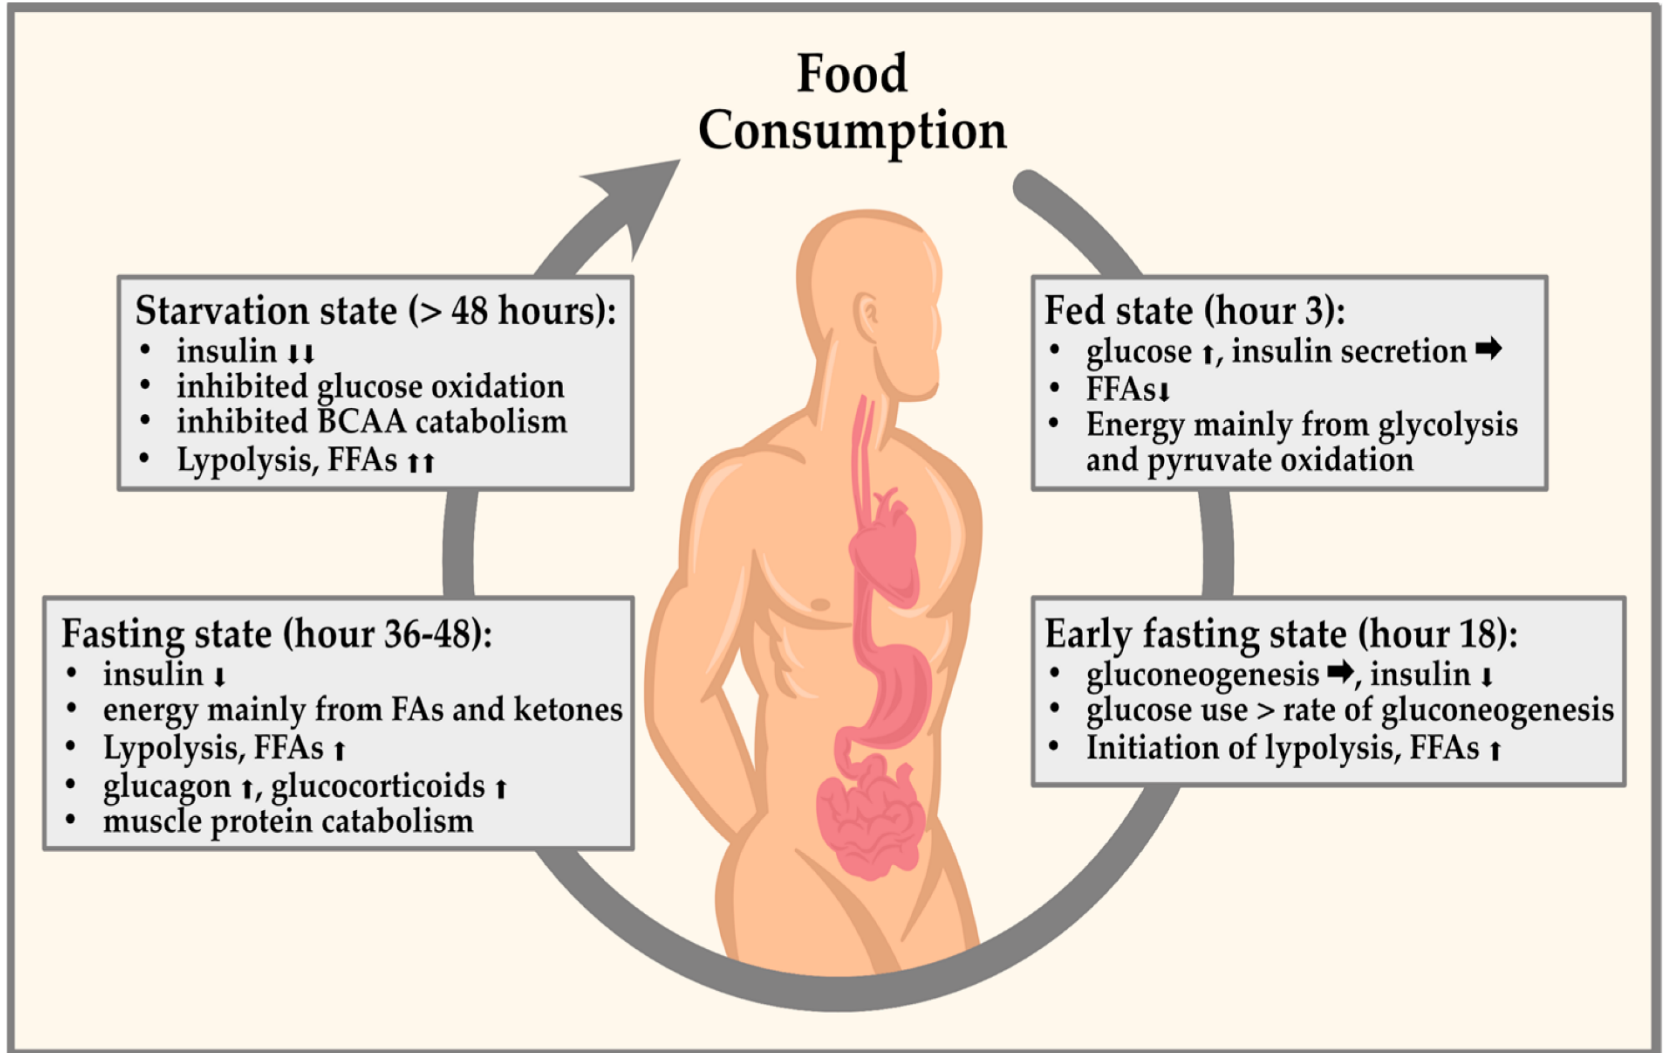 Food
Consumption
Starvation state (> 48 hours):
• insulin ⬇⬇
• inhibited glucose oxidation
• inhibited BCAA catabolism
• Lypolysis, FFAs ⬆⬆
Fed state (hour 3):
• glucose ⬆, insulin secretion ➡
• FFAs⬇
• Energy mainly from glycolysis
and pyruvate oxidation
Fasting state (hour 36-48):
• insulin ⬇
• energy mainly from FAs and ketones
• Lypolysis, FFAs ⬆
• glucagon ⬆, glucocorticoids ⬆
• muscle protein catabolism
Early fasting state (hour 18):
• gluconeogenesis ➡, insulin ⬇
• glucose use > rate of gluconeogenesis
• Initiation of lypolysis, FFAs ⬆